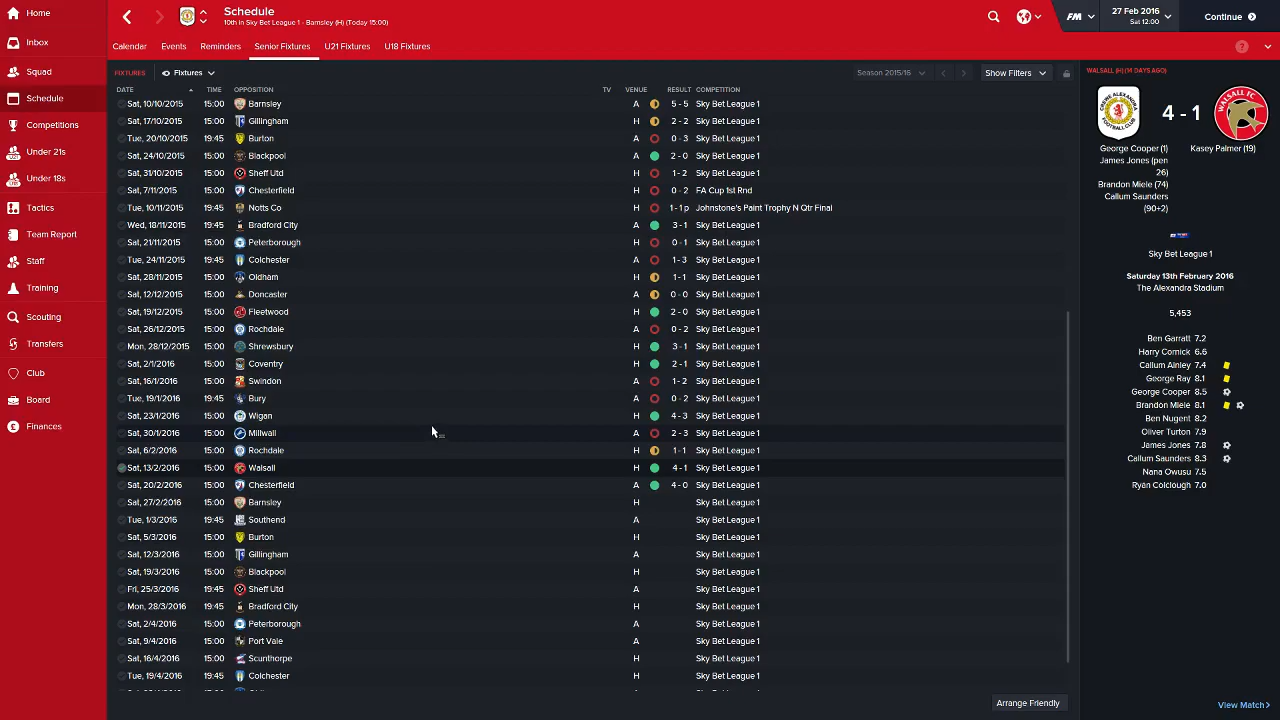 Home
Inbox
Squad
Schedule
Competitions
Under 21s
Under 18s
Tactics
Team Report
Staff
Training
Scouting
Transfers
Club
Board
Finances
Schedule
10th in Sky Bet League 1 - Barnsley (H) (Today 15:00)
FM
27 Feb 2016
Sat 12:00
Continue
Calendar Events Reminders Senior Fixtures U21 Fixtures U18 Fixtures
FIXTURES Fixtures Season 2015/16 Show Filters
DATE TIME OPPOSITION TV VENUE RESULT COMPETITION
Sat, 10/10/2015 15:00 Barnsley A 5 - 5 Sky Bet League 1
Sat, 17/10/2015 15:00 Gillingham H 2 - 2 Sky Bet League 1
Tue, 20/10/2015 19:45 Burton A 0 - 3 Sky Bet League 1
Sat, 24/10/2015 15:00 Blackpool A 2 - 0 Sky Bet League 1
Sat, 31/10/2015 15:00 Sheff Utd H 1 - 2 Sky Bet League 1
Sat, 7/11/2015 15:00 Chesterfield H 0 - 2 FA Cup 1st Rnd
Tue, 10/11/2015 19:45 Notts Co H 1 - 1 p Johnstone's Paint Trophy N Qtr Final
Wed, 18/11/2015 19:45 Bradford City A 3 - 1 Sky Bet League 1
Sat, 21/11/2015 15:00 Peterborough H 0 - 1 Sky Bet League 1
Tue, 24/11/2015 19:45 Colchester A 1 - 3 Sky Bet League 1
Sat, 28/11/2015 15:00 Oldham H 1 - 1 Sky Bet League 1
Sat, 12/12/2015 15:00 Doncaster A 0 - 0 Sky Bet League 1
Sat, 19/12/2015 15:00 Fleetwood H 2 - 0 Sky Bet League 1
Sat, 26/12/2015 15:00 Rochdale A 0 - 2 Sky Bet League 1
Mon, 28/12/2015 15:00 Shrewsbury H 3 - 1 Sky Bet League 1
Sat, 2/1/2016 15:00 Coventry H 2 - 1 Sky Bet League 1
Sat, 16/1/2016 15:00 Swindon A 1 - 2 Sky Bet League 1
Tue, 19/1/2016 19:45 Bury A 0 - 2 Sky Bet League 1
Sat, 23/1/2016 15:00 Wigan H 4 - 3 Sky Bet League 1
Sat, 30/1/2016 15:00 Millwall A 2 - 3 Sky Bet League 1
Sat, 6/2/2016 15:00 Rochdale H 1 - 1 Sky Bet League 1
Sat, 13/2/2016 15:00 Walsall H 4 - 1 Sky Bet League 1
Sat, 20/2/2016 15:00 Chesterfield A 4 - 0 Sky Bet League 1
Sat, 27/2/2016 15:00 Barnsley H Sky Bet League 1
Tue, 1/3/2016 19:45 Southend A Sky Bet League 1
Sat, 5/3/2016 15:00 Burton H Sky Bet League 1
Sat, 12/3/2016 15:00 Gillingham A Sky Bet League 1
Sat, 19/3/2016 15:00 Blackpool H Sky Bet League 1
Fri, 25/3/2016 19:45 Sheff Utd A Sky Bet League 1
Mon, 28/3/2016 19:45 Bradford City H Sky Bet League 1
Sat, 2/4/2016 15:00 Peterborough A Sky Bet League 1
Sat, 9/4/2016 15:00 Port Vale A Sky Bet League 1
Sat, 16/4/2016 15:00 Scunthorpe H Sky Bet League 1
Tue, 19/4/2016 19:45 Colchester H Sky Bet League 1
Arrange Friendly
WALSALL (H) (14 DAYS AGO)
CREWE ALEXANDRA
FOOTBALL CLUB
4 - 1
WALSALL FC
George Cooper (1)
James Jones (pen
26)
Brandon Miele (74)
Callum Saunders
(90+2)
Kasey Palmer (19)
Sky Bet League 1
Saturday 13th February 2016
The Alexandra Stadium
5,453
Ben Garratt 7.2
Harry Cornick 6.6
Callum Ainley 7.4
George Ray 8.1
George Cooper 8.5
Brandon Miele 8.1
Ben Nugent 8.2
Oliver Turton 7.9
James Jones 7.8
Callum Saunders 8.3
Nana Owusu 7.5
Ryan Colclough 7.0
View Match